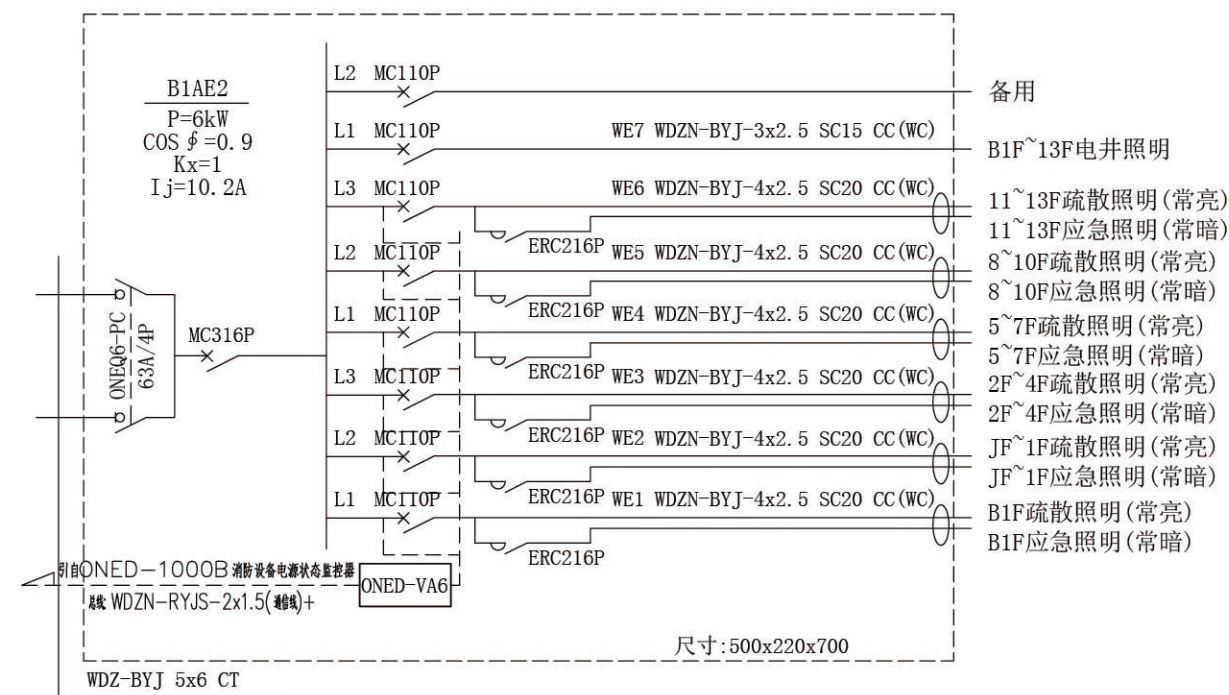 B1AE2
P=6kW
COS∮=0.9
Kx=1
Ij=10.2A
ONEQ6-PC
63A/4P
MC316P
L2 MC110P 备用
L1 MC110P WE7 WDZN-BYJ-3x2.5 SC15 CC(WC) B1F~13F电井照明
L3 MC110P WE6 WDZN-BYJ-4x2.5 SC20 CC(WC) 11~13F疏散照明(常亮)
ERC216P 11~13F应急照明(常暗)
L2 MC110P WE5 WDZN-BYJ-4x2.5 SC20 CC(WC) 8~10F疏散照明(常亮)
ERC216P 8~10F应急照明(常暗)
L1 MC110P WE4 WDZN-BYJ-4x2.5 SC20 CC(WC) 5~7F疏散照明(常亮)
ERC216P 5~7F应急照明(常暗)
L3 MC110P WE3 WDZN-BYJ-4x2.5 SC20 CC(WC) 2F~4F疏散照明(常亮)
ERC216P 2F~4F应急照明(常暗)
L2 MC110P WE2 WDZN-BYJ-4x2.5 SC20 CC(WC) JF~1F疏散照明(常亮)
ERC216P JF~1F应急照明(常暗)
L1 MC110P WE1 WDZN-BYJ-4x2.5 SC20 CC(WC) B1F疏散照明(常亮)
ERC216P B1F应急照明(常暗)
引自ONED-1000B消防设备电源状态监控器
总线 WDZN-RYJS-2x1.5(通信线)+
ONED-VA6
尺寸:500x220x700
WDZ-BYJ 5x6 CT